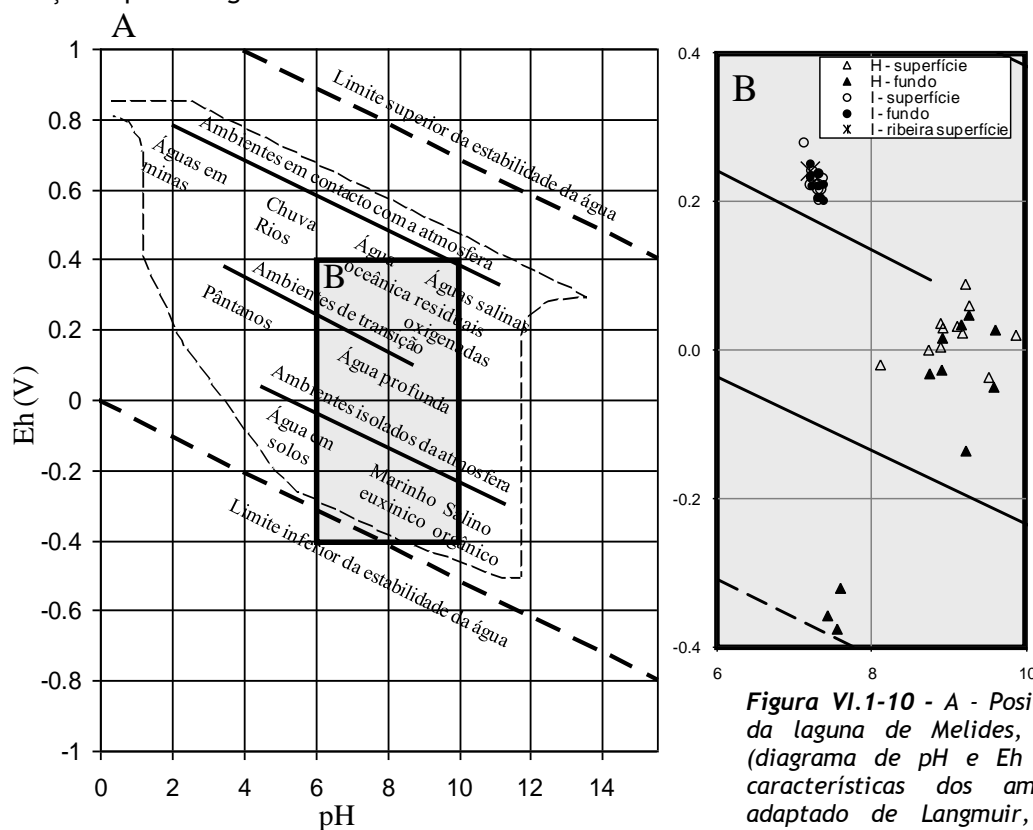 A
1
0.8
0.6
0.4
0.2
0
-0.2
-0.4
-0.6
-0.8
-1
Eh (V)
0
2
4
6
8
10
12
14
pH
Limite superior da estabilidade da água
Ambientes em contacto com a atmosfera
Águas em
minas
Chuva
Rios
Água
oceânica
Águas salinas
residuais
oxigenadas
B
Ambientes de transição
Pântanos
Água profunda
Ambientes isolados da atmosfera
Água em
solos
Marinho Salino
euxinico orgânico
Limite inferior da estabilidade da água
B
H - superfície
H - fundo
I - superfície
I - fundo
I - ribeira superfície
0.4
0.2
0.0
-0.2
-0.4
6
8
10
Figura VI.1-10 - A - Posi
da laguna de Melides,
(diagrama de pH e Eh
características dos am
adaptado de Langmuir,